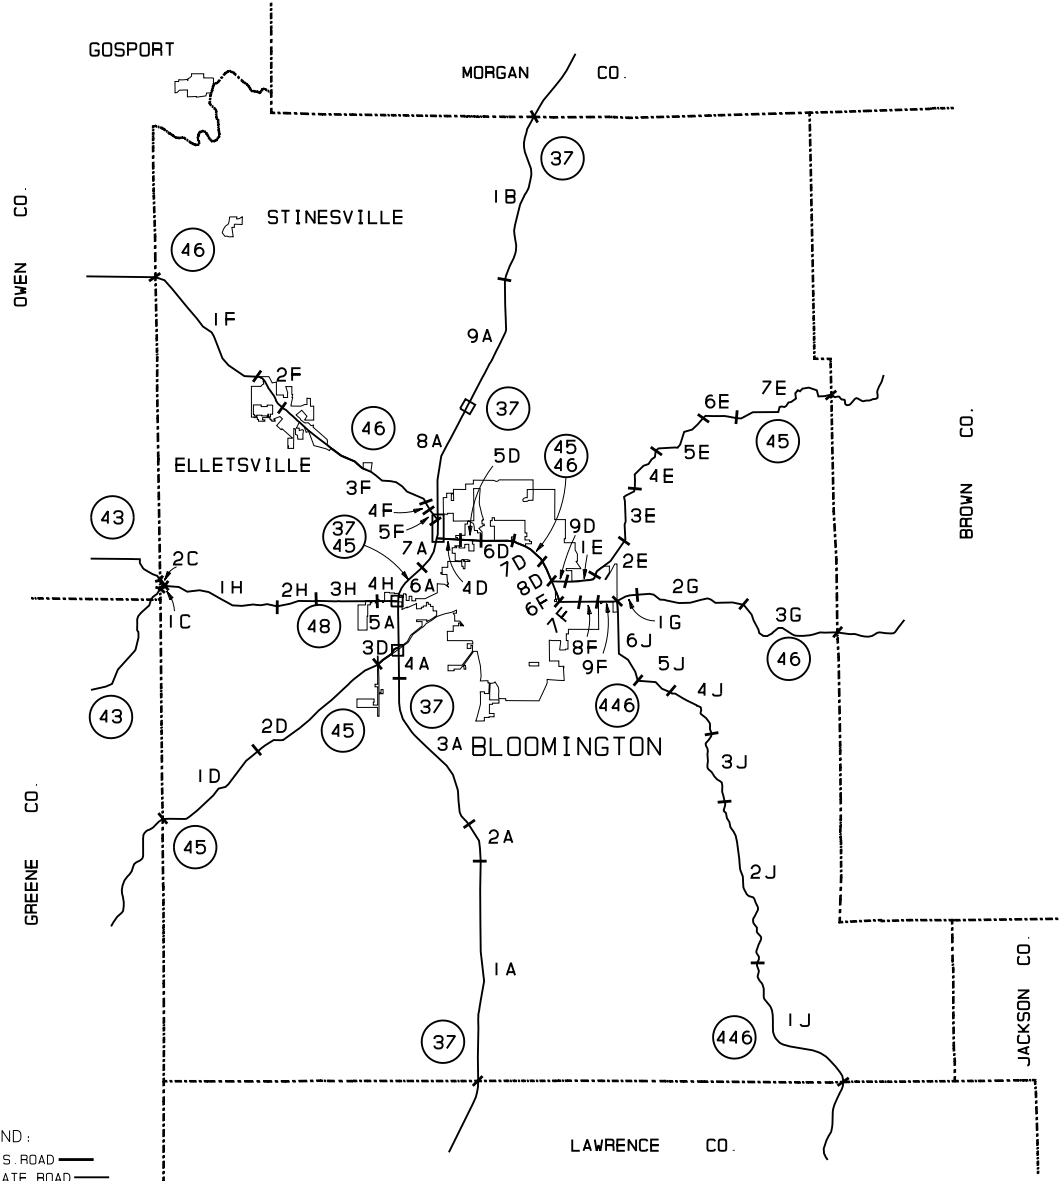 GOSPORT
MORGAN CO.
37
1B
OWEN CO.
STINESVILLE
46
1F
9A
2F
7E
6E
37
46
45
BROWN CO.
8A
5D
45
46
5E
ELLETSVILLE
4E
3F
4F
43
3E
5F
9D
37
45
1E
6D
7A
7D
2E
2C
8D
1H
2H
3H
4H
6A
4D
2G
6F
1C
5A
7F
1G
3G
48
6J
8F
3D
9F
46
4A
5J
4J
43
37
446
2D
45
3A
BLOOMINGTON
3J
1D
GREENE CO.
2A
45
2J
1A
JACKSON CO.
1J
37
446
ND:
S. ROAD
ATE ROAD
LAWRENCE CO.